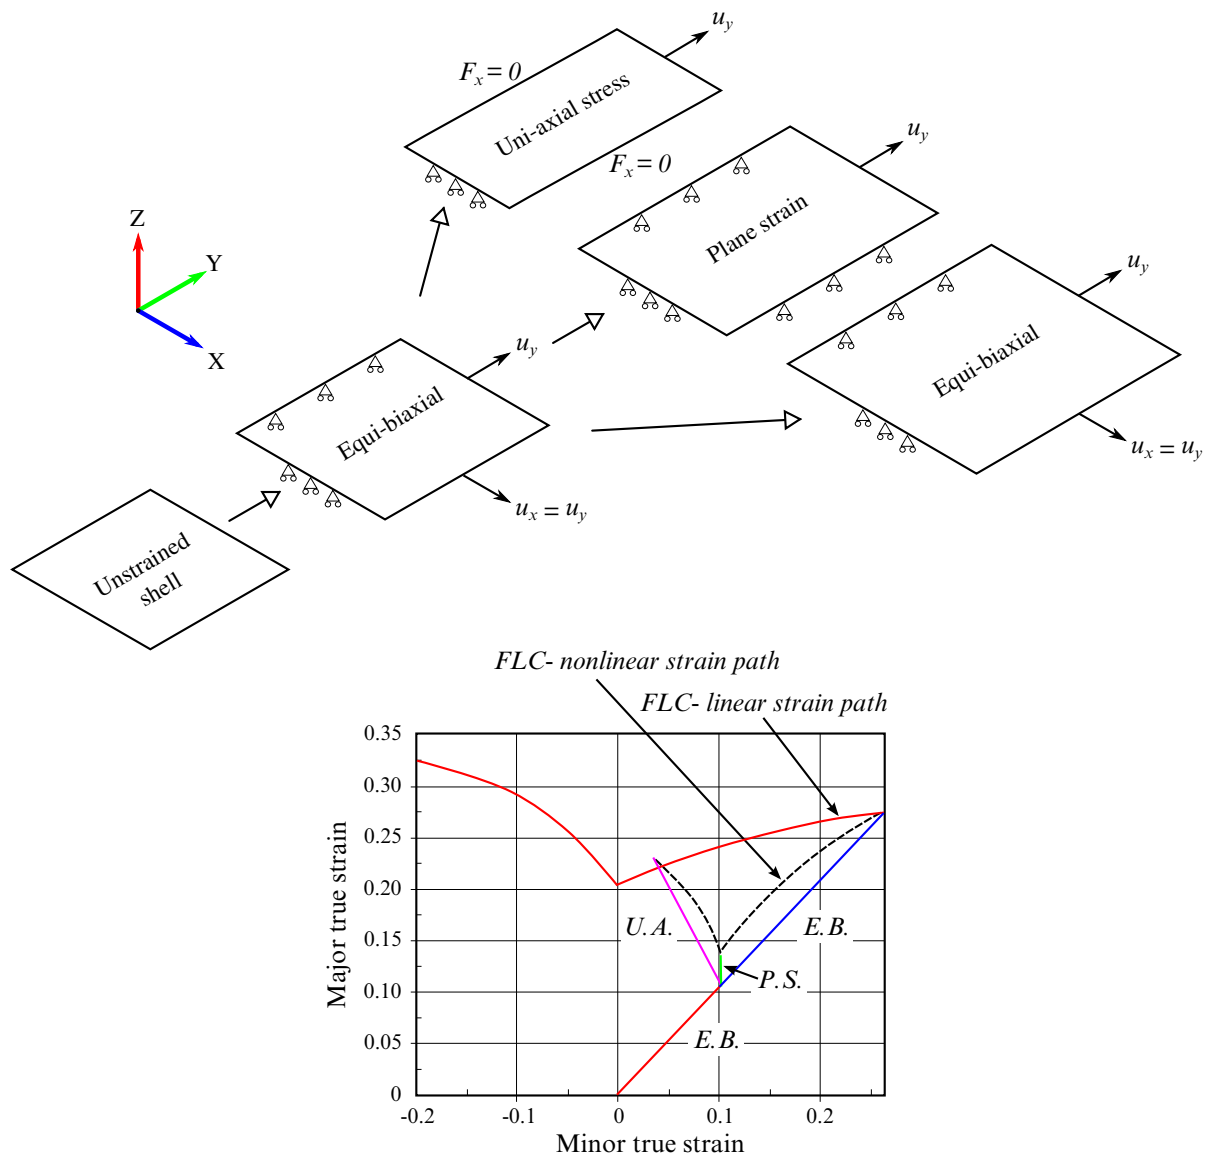 u_y
F_x = 0
Uni-axial stress
F_x = 0
u_y
Plane strain
Z
Y
X
u_y
Equi-biaxial
u_x = u_y
u_y
Equi-biaxial
u_x = u_y
Unstrained
shell
FLC- nonlinear strain path
FLC- linear strain path
0.35
0.30
0.25
0.20
0.15
0.10
0.05
0
Major true strain
U.A.
E.B.
P.S.
E.B.
-0.2
-0.1
0
0.1
0.2
Minor true strain